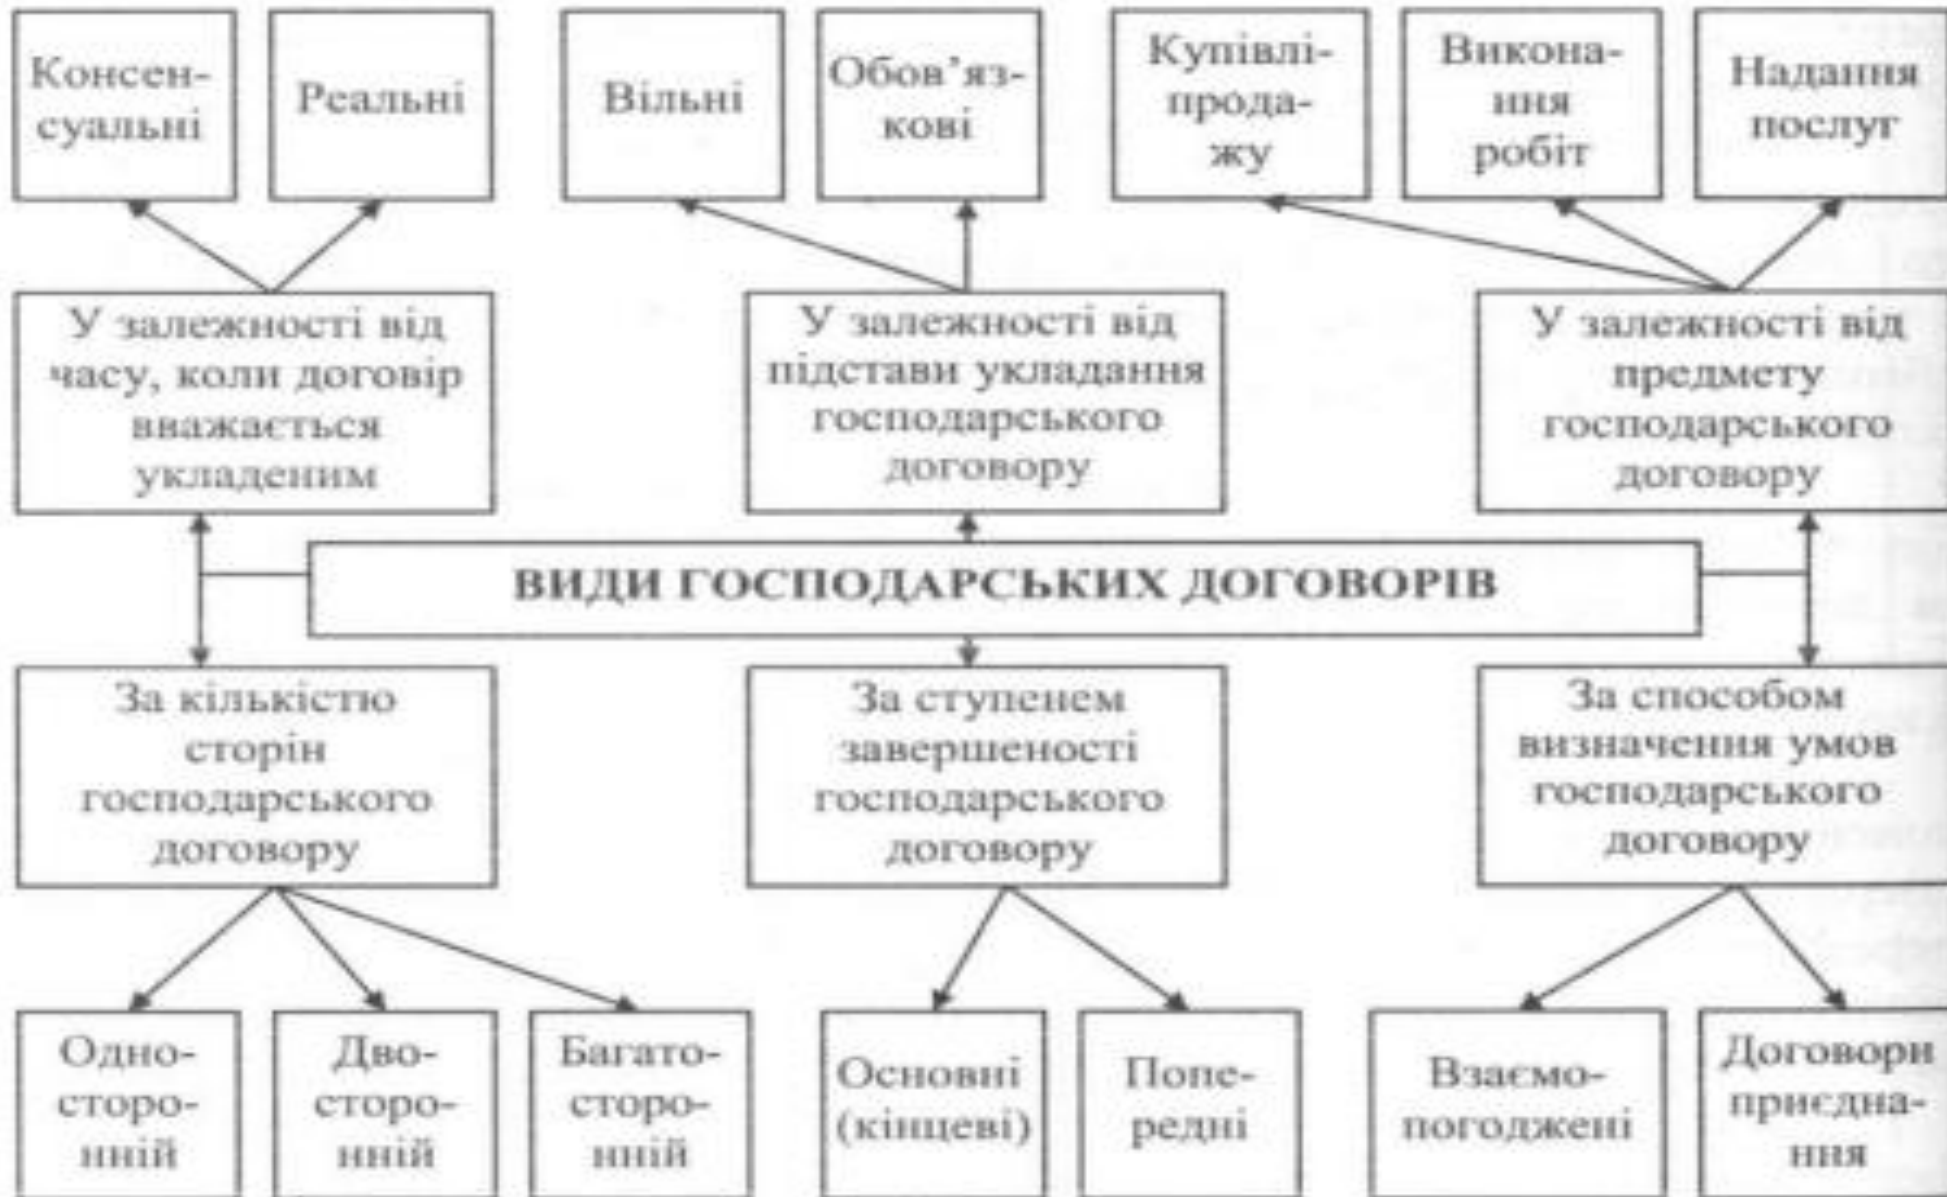 Консен-
суальні
Реальні
Вільні
Обов’яз-
кові
Купівлі-
прода-
жу
Викона-
ння
робіт
Надання
послуг
У залежності від
часу, коли договір
вважається
укладеним
У залежності від
підстави укладання
господарського
договору
У залежності від
предмету
господарського
договору
ВИДИ ГОСПОДАРСЬКИХ ДОГОВОРІВ
За кількістю
сторін
господарського
договору
За ступенем
завершеності
господарського
договору
За способом
визначення умов
господарського
договору
Одно-
сторо-
нній
Дво-
сторо-
нній
Багато-
сторо-
нній
Основні
(кінцеві)
Попе-
редні
Взаємо-
погоджені
Договори
приєдна-
ння